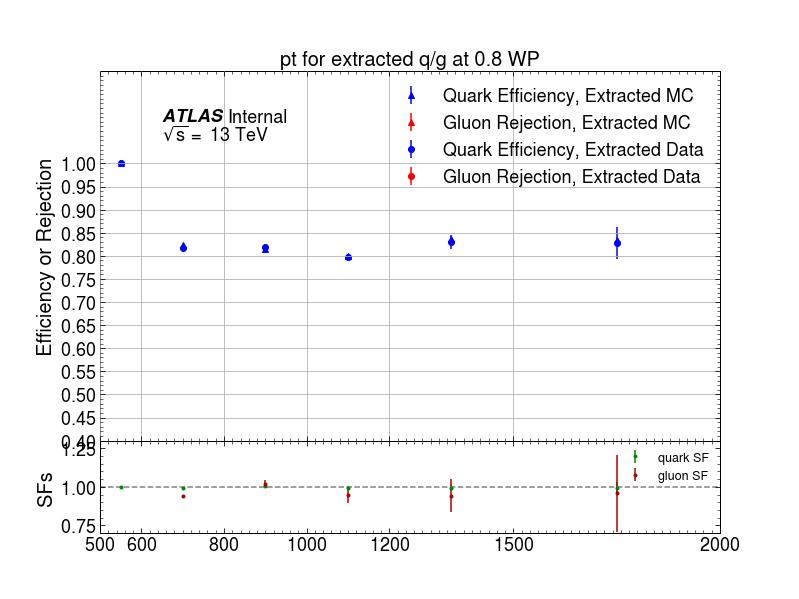 pt for extracted q/g at 0.8 WP
ATLAS Internal
√s = 13 TeV
Quark Efficiency, Extracted MC
Gluon Rejection, Extracted MC
Quark Efficiency, Extracted Data
Gluon Rejection, Extracted Data
Efficiency or Rejection
1.00
0.95
0.90
0.85
0.80
0.75
0.70
0.65
0.60
0.55
0.50
0.45
0.40
SFs
1.25
1.00
0.75
quark SF
gluon SF
500 600 800 1000 1200 1500 2000